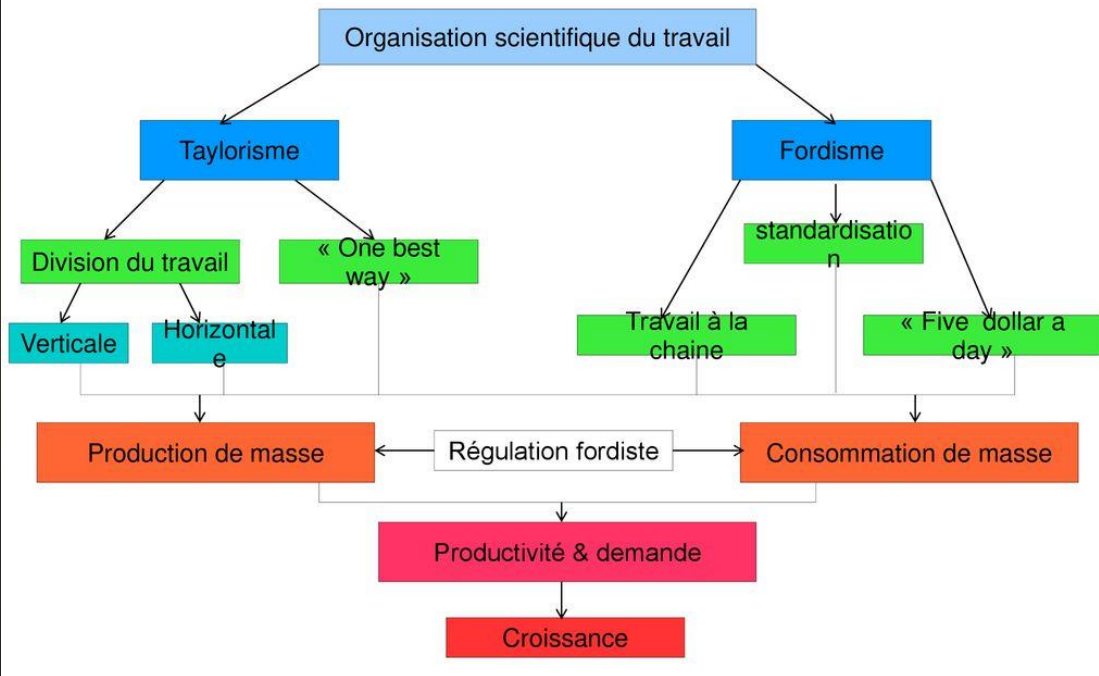 Organisation scientifique du travail
Taylorisme
Fordisme
standardisatio
n
Division du travail
« One best
way »
Verticale
Horizontal
e
Travail à la
chaine
« Five dollar a
day »
Production de masse
Régulation fordiste
Consommation de masse
Productivité & demande
Croissance